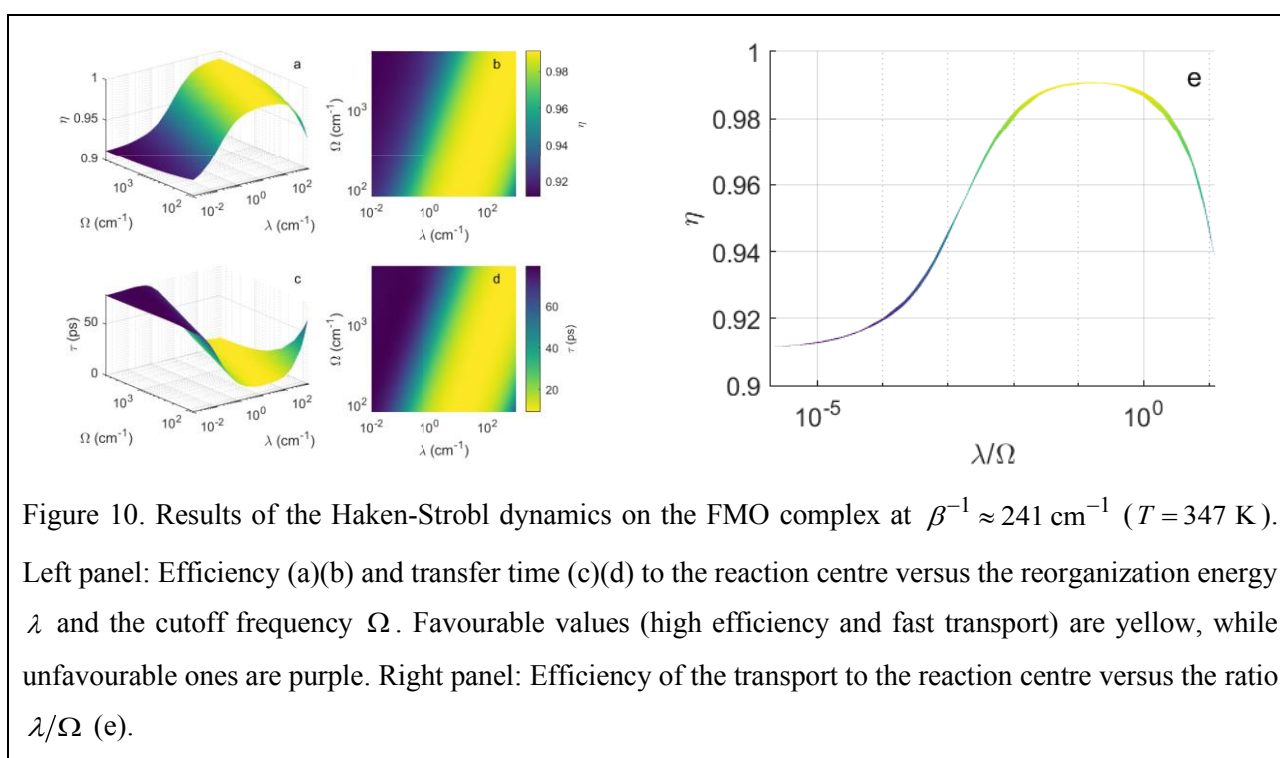 a
1
0.95
0.9
η
10³
10²
Ω (cm⁻¹)
10⁻²
10⁰
10²
λ (cm⁻¹)
b
Ω (cm⁻¹)
10³
10²
10⁻²
10⁰
10²
λ (cm⁻¹)
0.98
0.96
0.94
0.92
η
c
50
0
τ (ps)
10³
10²
Ω (cm⁻¹)
10⁻²
10⁰
10²
λ (cm⁻¹)
d
Ω (cm⁻¹)
10³
10²
10⁻²
10⁰
10²
λ (cm⁻¹)
60
40
20
τ (ps)
e
1
0.98
0.96
0.94
0.92
0.9
η
10⁻⁵
10⁰
λ/Ω
Figure 10. Results of the Haken-Strobl dynamics on the FMO complex at β⁻¹ ≈ 241 cm⁻¹ (T = 347 K).
Left panel: Efficiency (a)(b) and transfer time (c)(d) to the reaction centre versus the reorganization energy
λ and the cutoff frequency Ω. Favourable values (high efficiency and fast transport) are yellow, while
unfavourable ones are purple. Right panel: Efficiency of the transport to the reaction centre versus the ratio
λ/Ω (e).